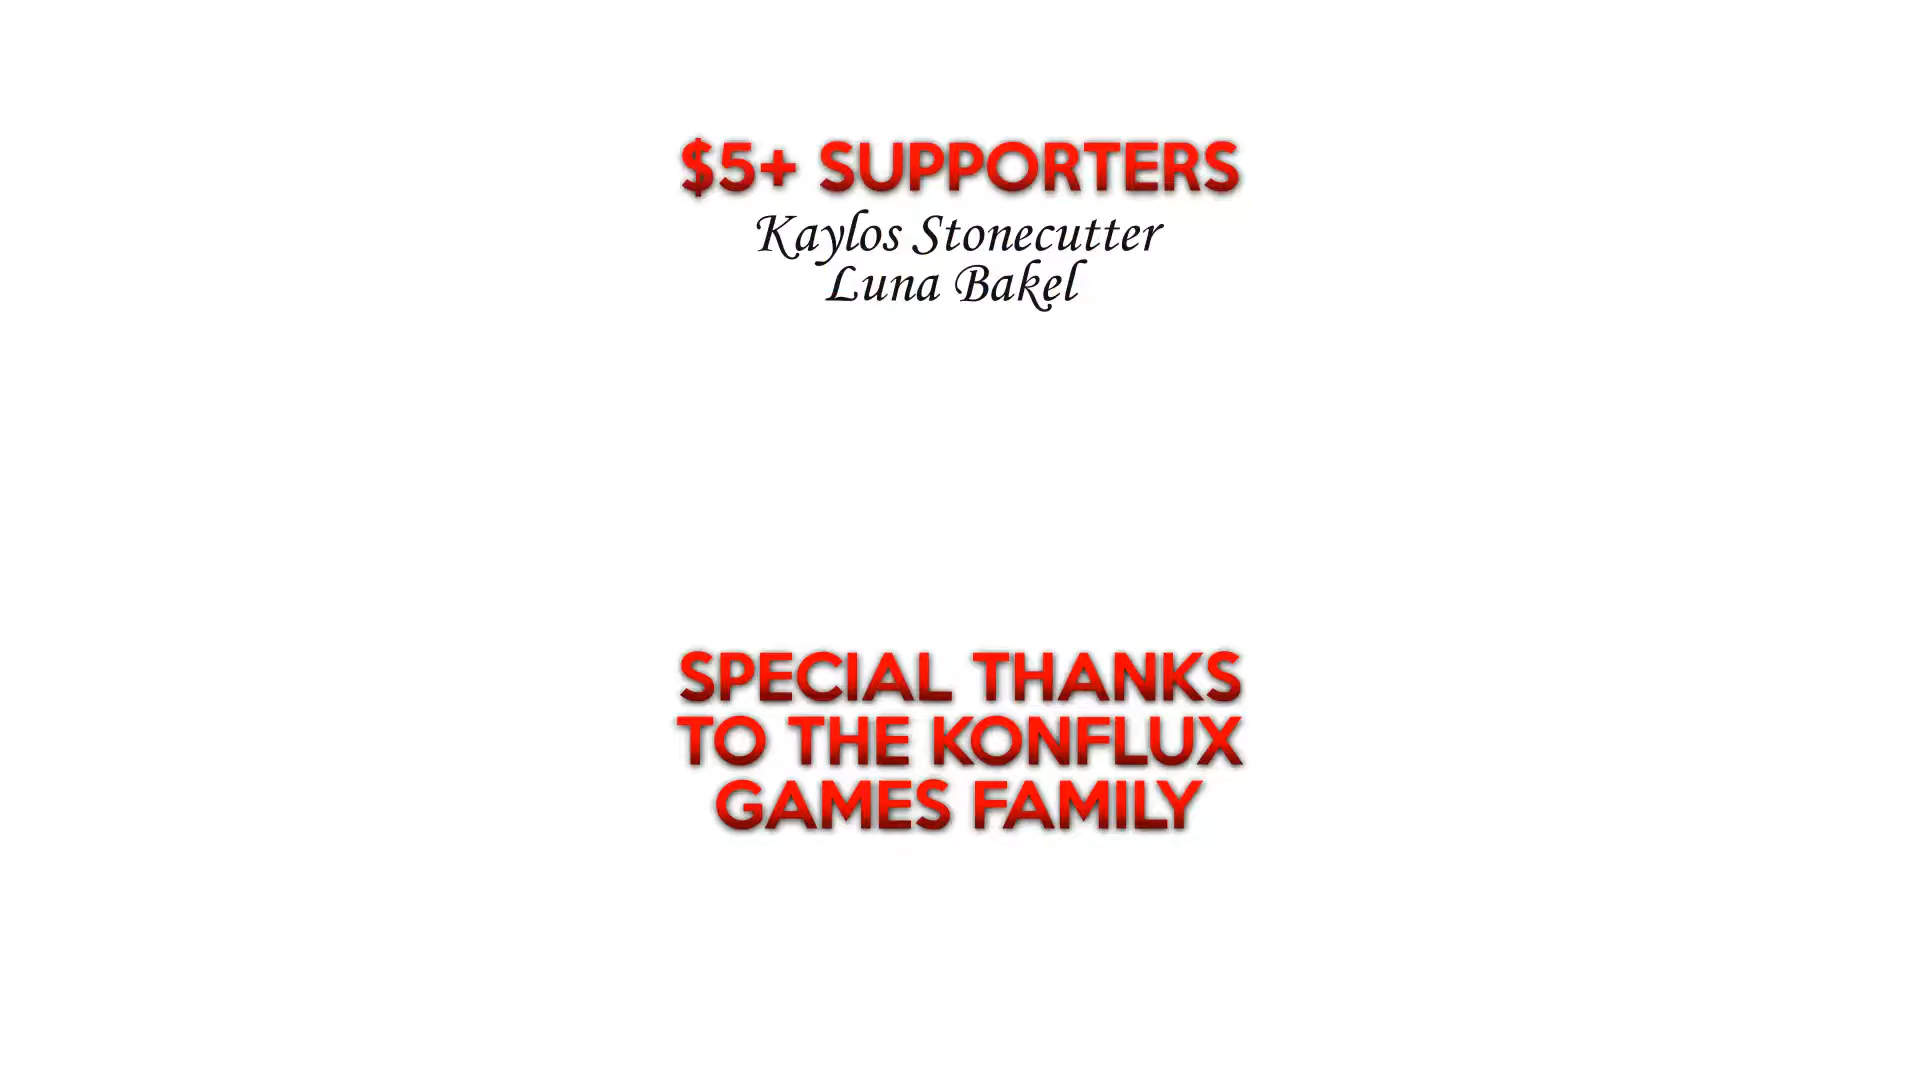 $5+ SUPPORTERS
Kaylos Stonecutter
Luna Bakel
SPECIAL THANKS
TO THE KONFLUX
GAMES FAMILY